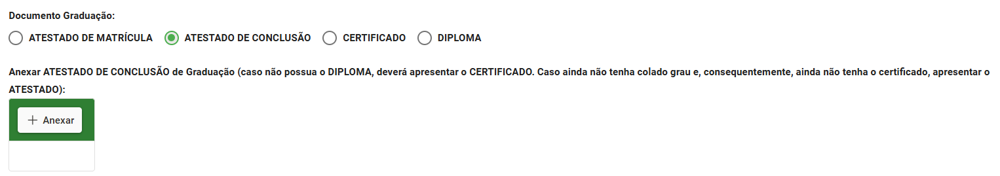 Documento Graduação:
ATESTADO DE MATRÍCULA ATESTADO DE CONCLUSÃO CERTIFICADO DIPLOMA
Anexar ATESTADO DE CONCLUSÃO de Graduação (caso não possua o DIPLOMA, deverá apresentar o CERTIFICADO. Caso ainda não tenha colado grau e, consequentemente, ainda não tenha o certificado, apresentar o
ATESTADO):
+ Anexar